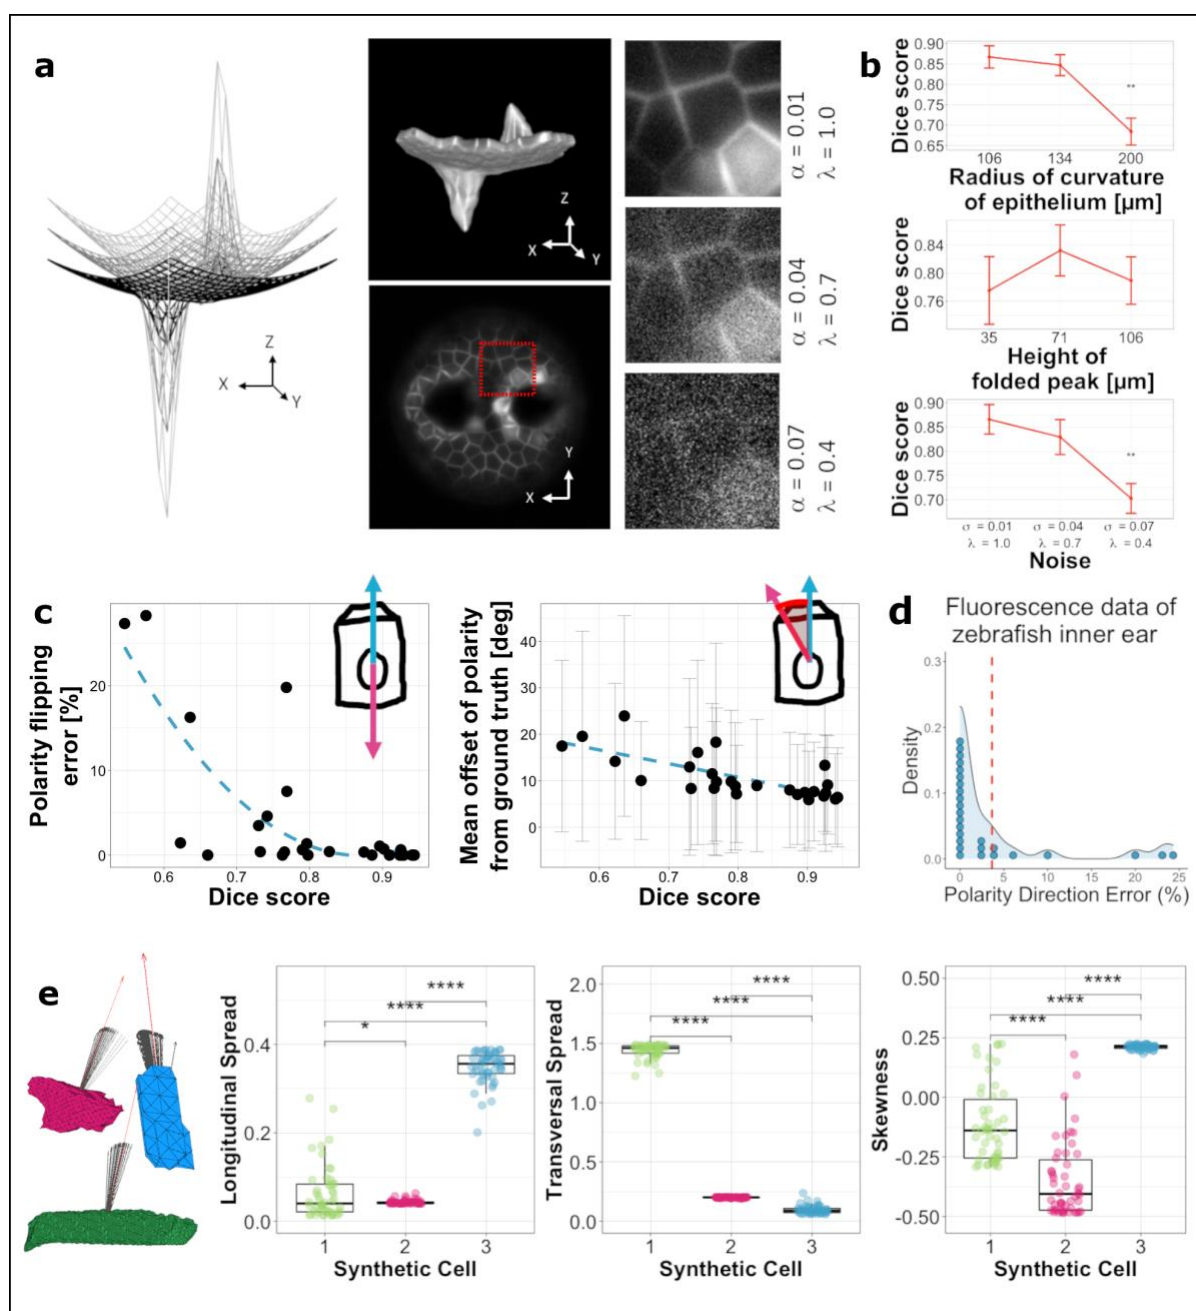 a
Z
X
Y
Z
X
Y
Y
X
α = 0.01
λ = 1.0
α = 0.04
λ = 0.7
α = 0.07
λ = 0.4
b
Dice score
0.90
0.85
0.80
0.75
0.70
0.65
**
106 134 200
Radius of curvature
of epithelium [µm]
Dice score
0.84
0.80
0.76
35 71 106
Height of
folded peak [µm]
Dice score
0.90
0.85
0.80
0.75
0.70
**
σ = 0.01 σ = 0.04 σ = 0.07
λ = 1.0 λ = 0.7 λ = 0.4
Noise
c
Polarity flipping
error [%]
20
10
0
0.6 0.7 0.8 0.9
Dice score
Mean offset of polarity
from ground truth [deg]
40
30
20
10
0
0.6 0.7 0.8 0.9
Dice score
d
Fluorescence data of
zebrafish inner ear
Density
0.3
0.2
0.1
0.0
0 5 10 15 20 25
Polarity Direction Error (%)
e
Longitudinal Spread
0.4
0.2
0.0
****
****
*
1 2 3
Synthetic Cell
Transversal Spread
2.0
1.5
1.0
0.5
0.0
****
****
****
1 2 3
Synthetic Cell
Skewness
0.50
0.25
0.00
-0.25
-0.50
****
****
****
1 2 3
Synthetic Cell